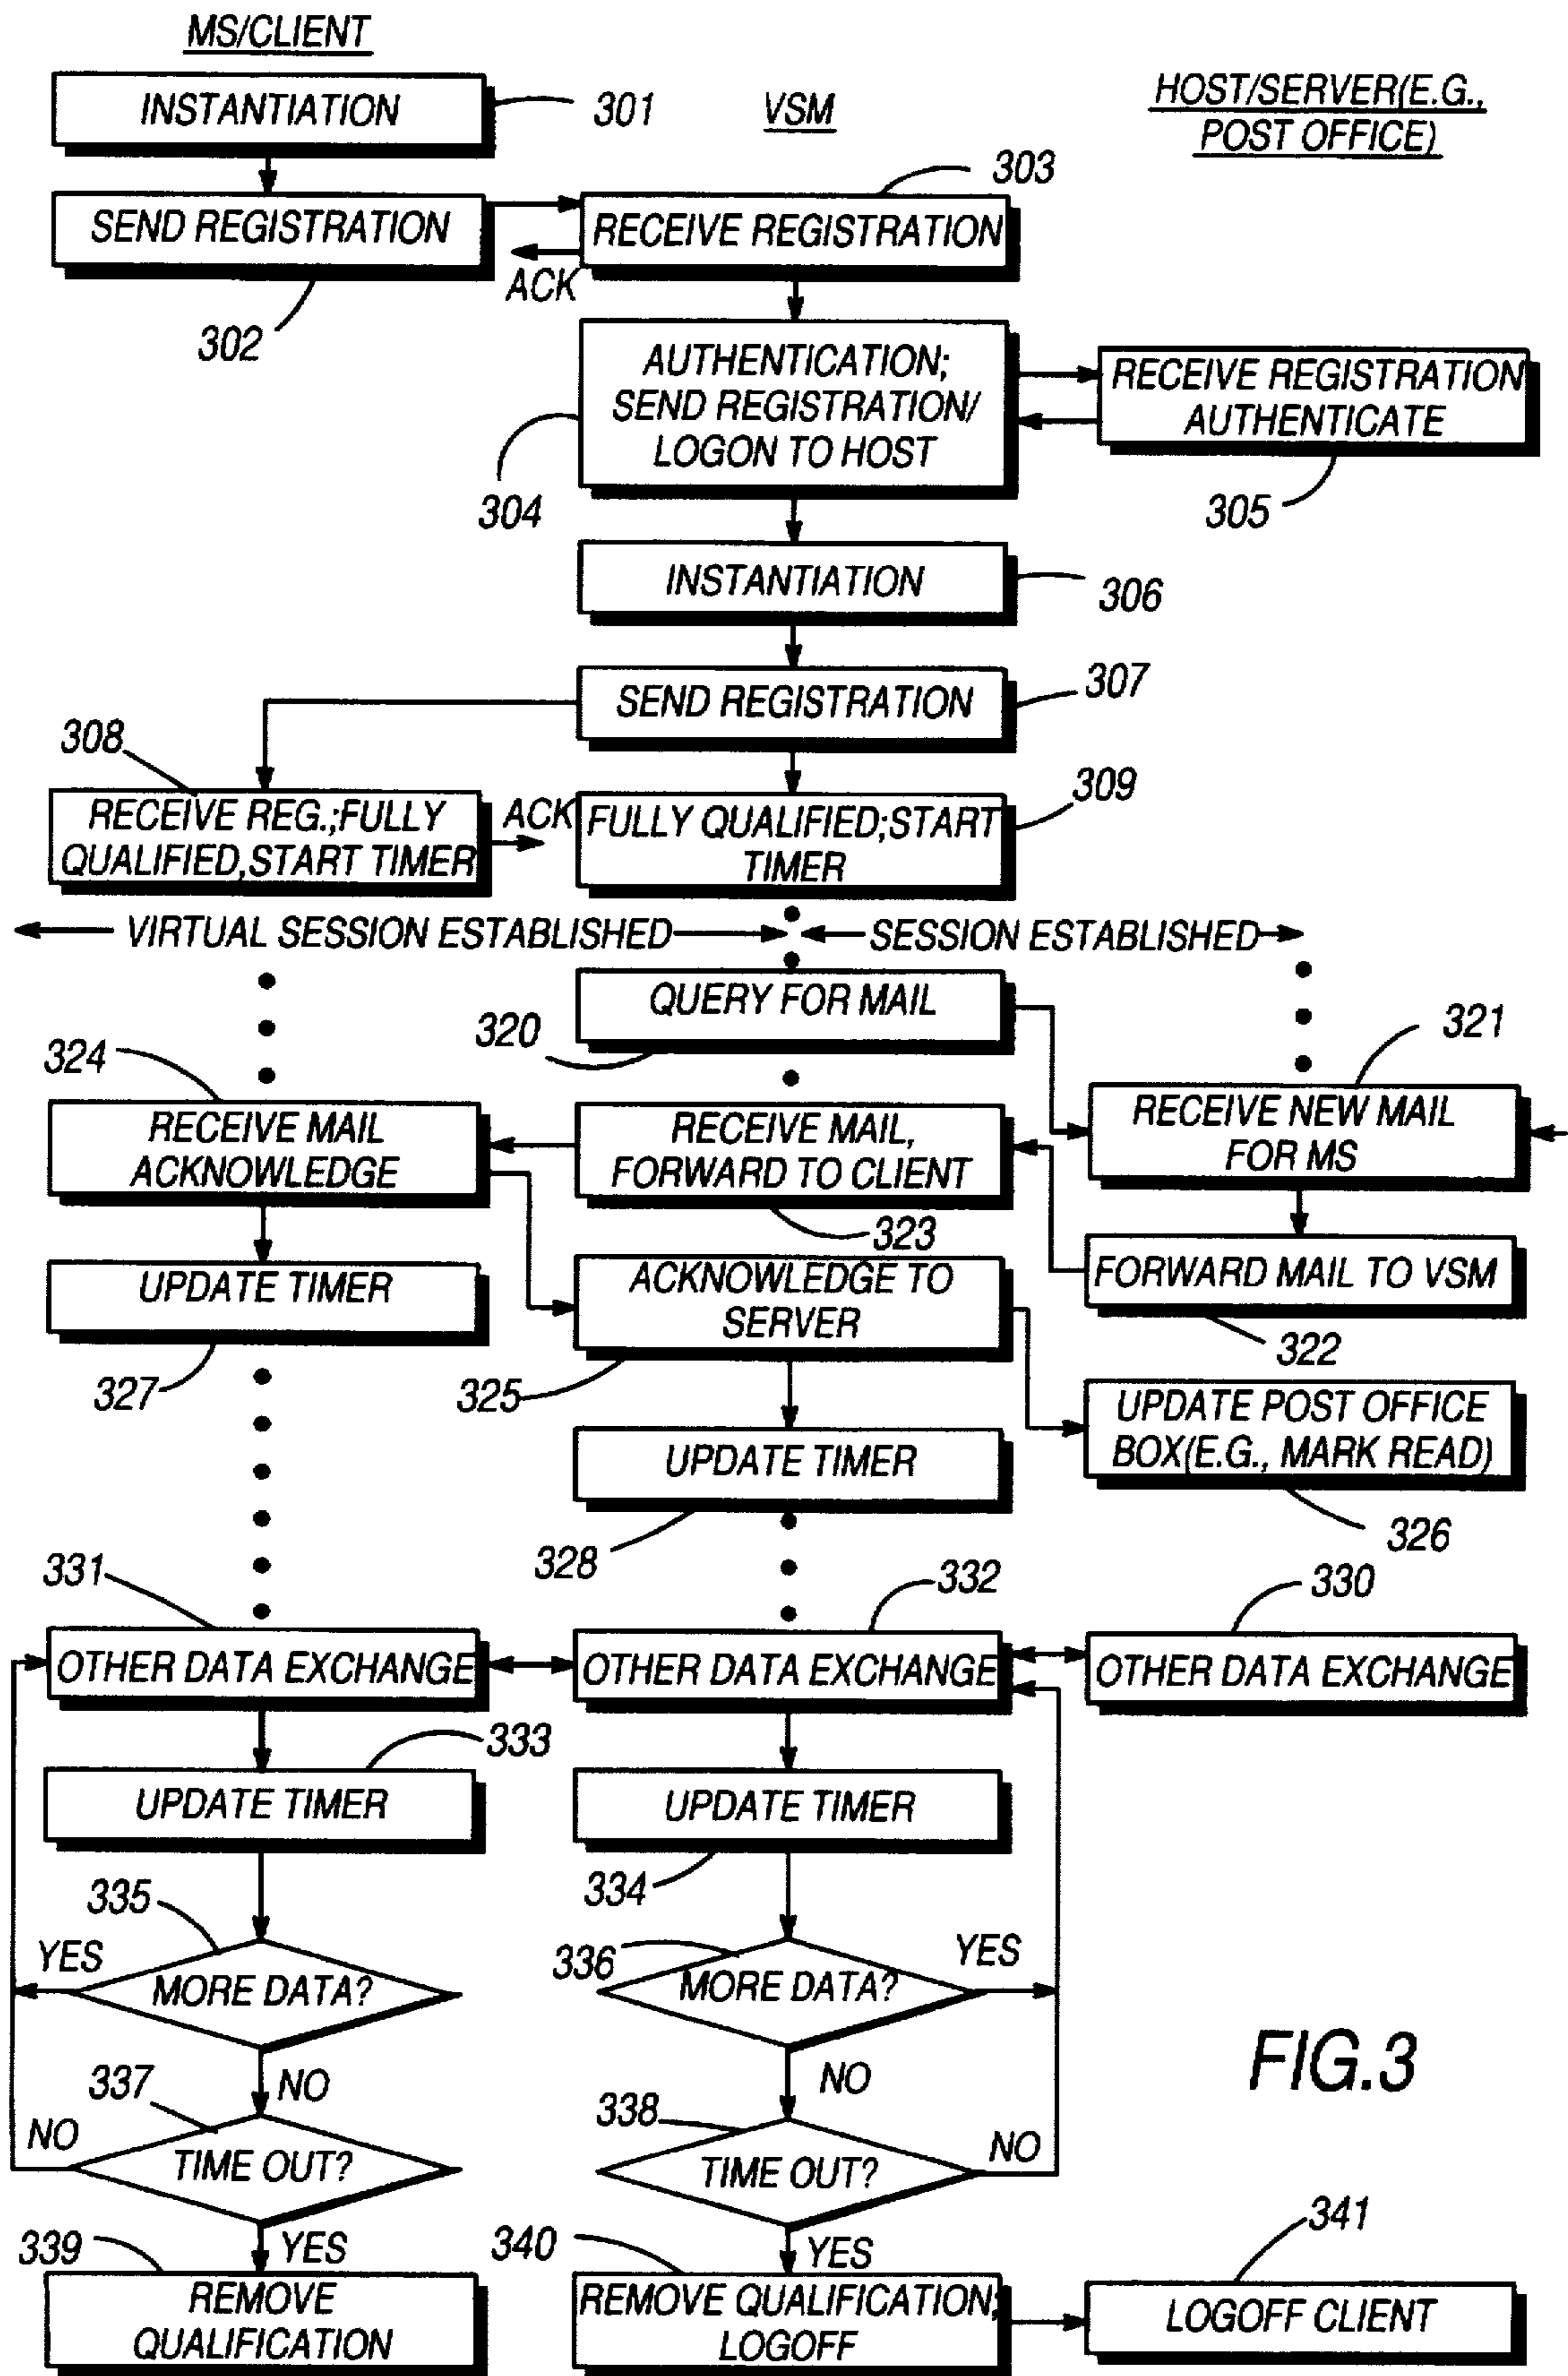 MS/CLIENT
INSTANTIATION
301
VSM
HOST/SERVER(E.G.,
POST OFFICE)
303
SEND REGISTRATION
RECEIVE REGISTRATION
ACK
302
AUTHENTICATION;
SEND REGISTRATION/
LOGON TO HOST
RECEIVE REGISTRATION
AUTHENTICATE
304
305
INSTANTIATION
306
SEND REGISTRATION
307
308
RECEIVE REG.;FULLY
QUALIFIED,START TIMER
ACK
FULLY QUALIFIED;START
TIMER
309
VIRTUAL SESSION ESTABLISHED
SESSION ESTABLISHED
QUERY FOR MAIL
320
321
324
RECEIVE MAIL
ACKNOWLEDGE
RECEIVE MAIL,
FORWARD TO CLIENT
RECEIVE NEW MAIL
FOR MS
323
UPDATE TIMER
ACKNOWLEDGE TO
SERVER
FORWARD MAIL TO VSM
322
327
325
UPDATE POST OFFICE
BOX(E.G., MARK READ)
UPDATE TIMER
326
328
331
332
330
OTHER DATA EXCHANGE
OTHER DATA EXCHANGE
OTHER DATA EXCHANGE
333
UPDATE TIMER
UPDATE TIMER
334
335
YES
MORE DATA?
336
MORE DATA?
YES
FIG.3
NO
NO
337
338
NO
TIME OUT?
TIME OUT?
NO
339
YES
340
YES
341
REMOVE
QUALIFICATION
REMOVE QUALIFICATION;
LOGOFF
LOGOFF CLIENT